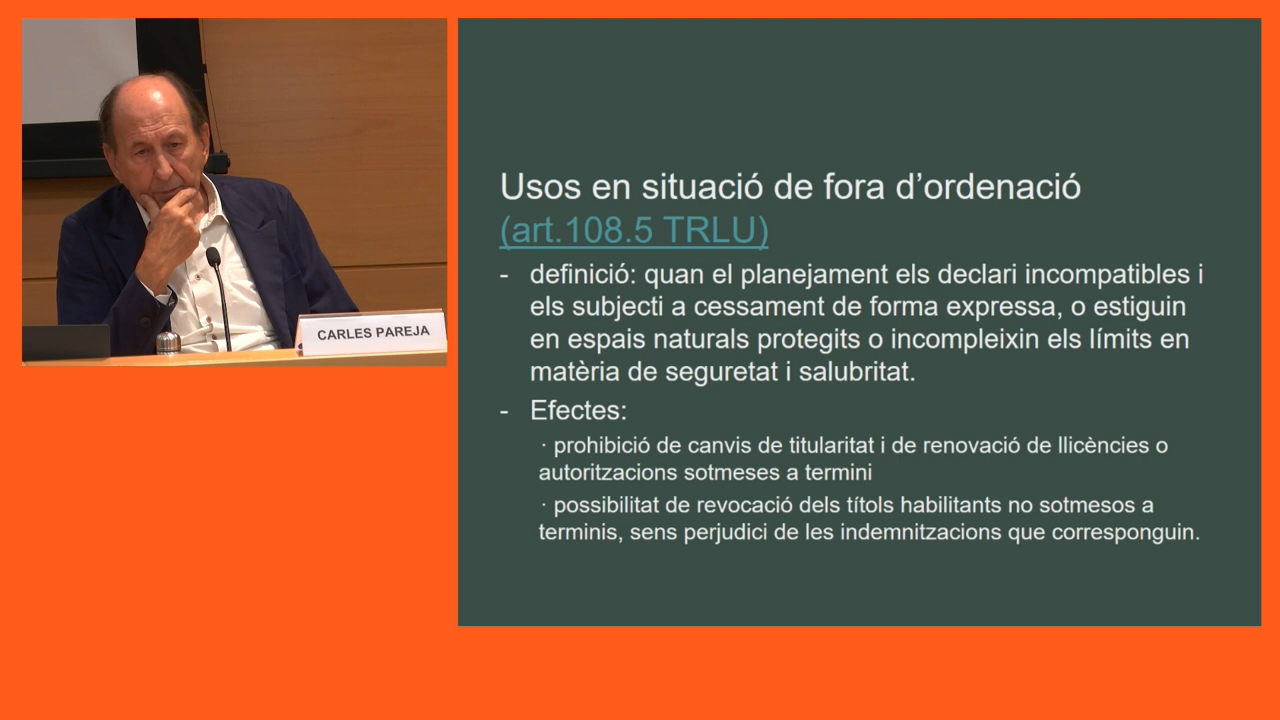 CARLES PAREJA
Usos en situació de fora d’ordenació
(art.108.5 TRLU)
- definició: quan el planejament els declari incompatibles i
els subjecti a cessament de forma expressa, o estiguin
en espais naturals protegits o incompleixin els límits en
matèria de seguretat i salubritat.
- Efectes:
· prohibició de canvis de titularitat i de renovació de llicències o
autoritzacions sotmeses a termini
· possibilitat de revocació dels títols habilitants no sotmesos a
terminis, sens perjudici de les indemnitzacions que corresponguin.